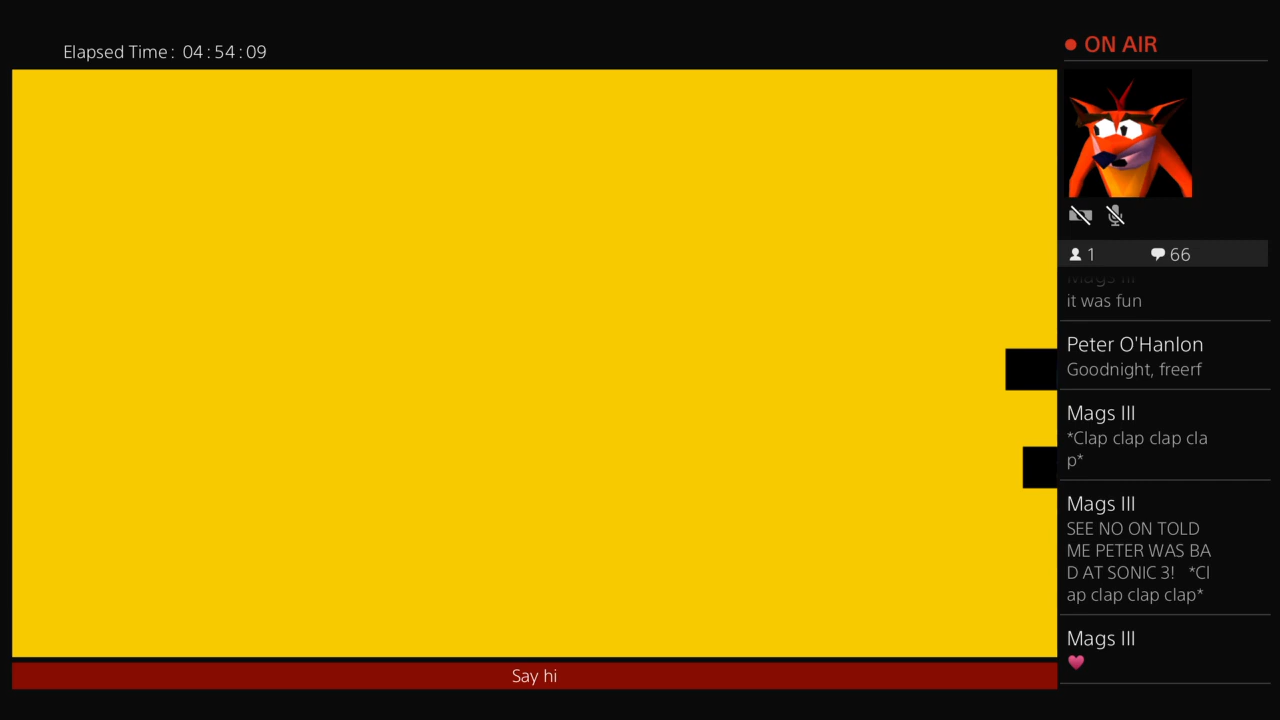 Elapsed Time: 04:54:09
ON AIR
1 66
Mags III
it was fun
Peter O'Hanlon
Goodnight, freerf
Mags III
*Clap clap clap cla
p*
Mags III
SEE NO ON TOLD
ME PETER WAS BA
D AT SONIC 3! *Cl
ap clap clap clap*
Mags III
Say hi